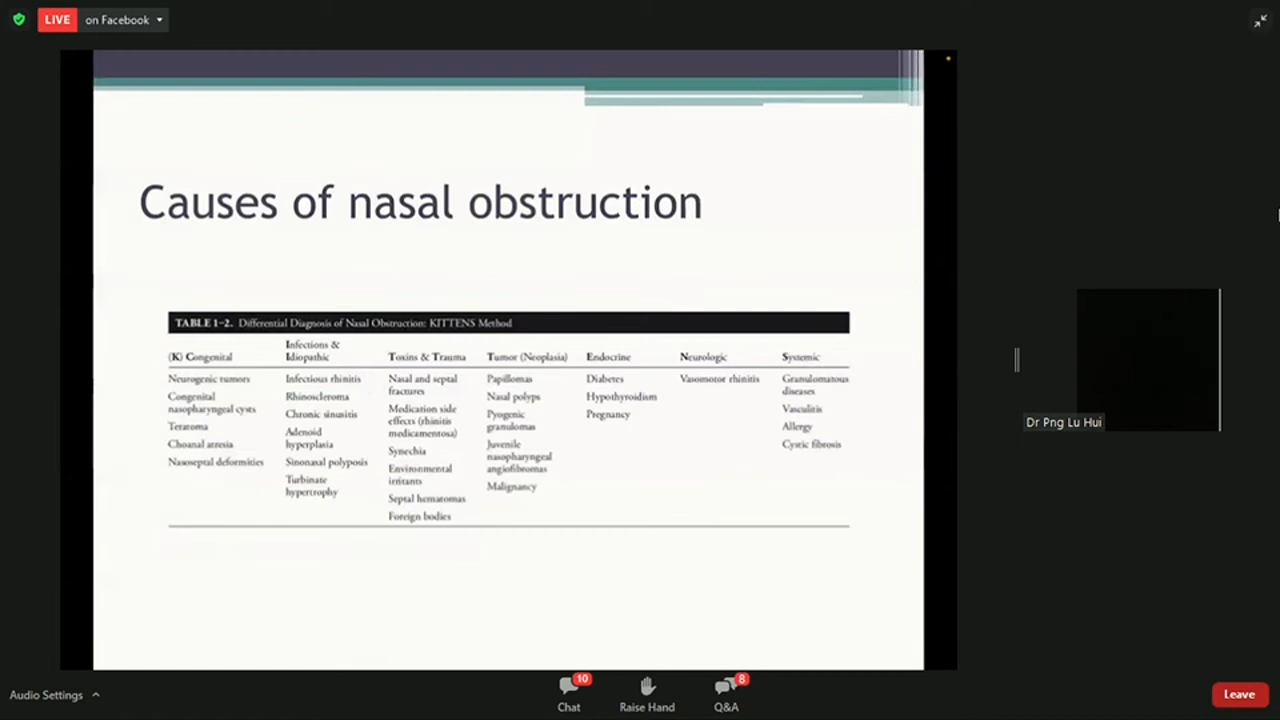 LIVE on Facebook
Causes of nasal obstruction
TABLE 1-2. Differential Diagnosis of Nasal Obstruction: KITTENS Method
(K) Congenital
Neurogenic tumors
Congenital
nasopharyngeal cysts
Teratoma
Choanal atresia
Nasoseptal deformities
Infections &
Idiopathic
Infectious rhinitis
Rhinoscleroma
Chronic sinusitis
Adenoid
hyperplasia
Sinonasal polyposis
Turbinate
hypertrophy
Toxins & Trauma
Nasal and septal
fractures
Medication side
effects (rhinitis
medicamentosa)
Synechia
Environmental
irritants
Septal hematomas
Foreign bodies
Tumor (Neoplasia)
Papillomas
Nasal polyps
Pyogenic
granulomas
Juvenile
nasopharyngeal
angiofibromas
Malignancy
Endocrine
Diabetes
Hypothyroidism
Pregnancy
Neurologic
Vasomotor rhinitis
Systemic
Granulomatous
diseases
Vasculitis
Allergy
Cystic fibrosis
Dr Png Lu Hui
Audio Settings
10
Chat
Raise Hand
8
Q&A
Leave